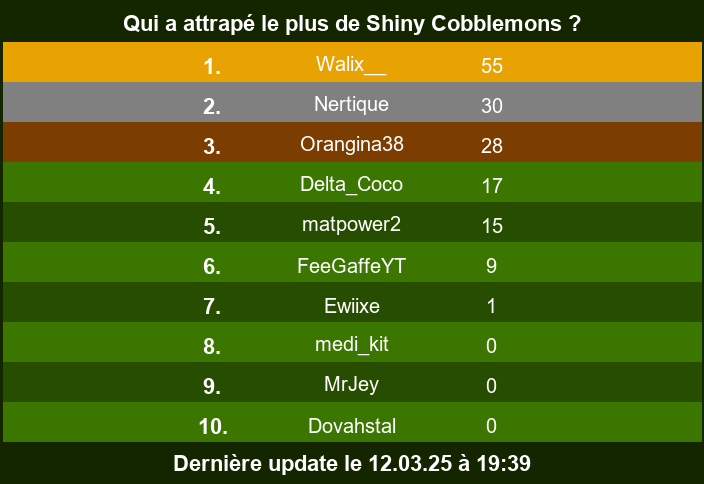 Qui a attrapé le plus de Shiny Cobblemons ?
1. Walix__ 55
2. Nertique 30
3. Orangina38 28
4. Delta_Coco 17
5. matpower2 15
6. FeeGaffeYT 9
7. Ewiixe 1
8. medi_kit 0
9. MrJey 0
10. Dovahstal 0
Dernière update le 12.03.25 à 19:39